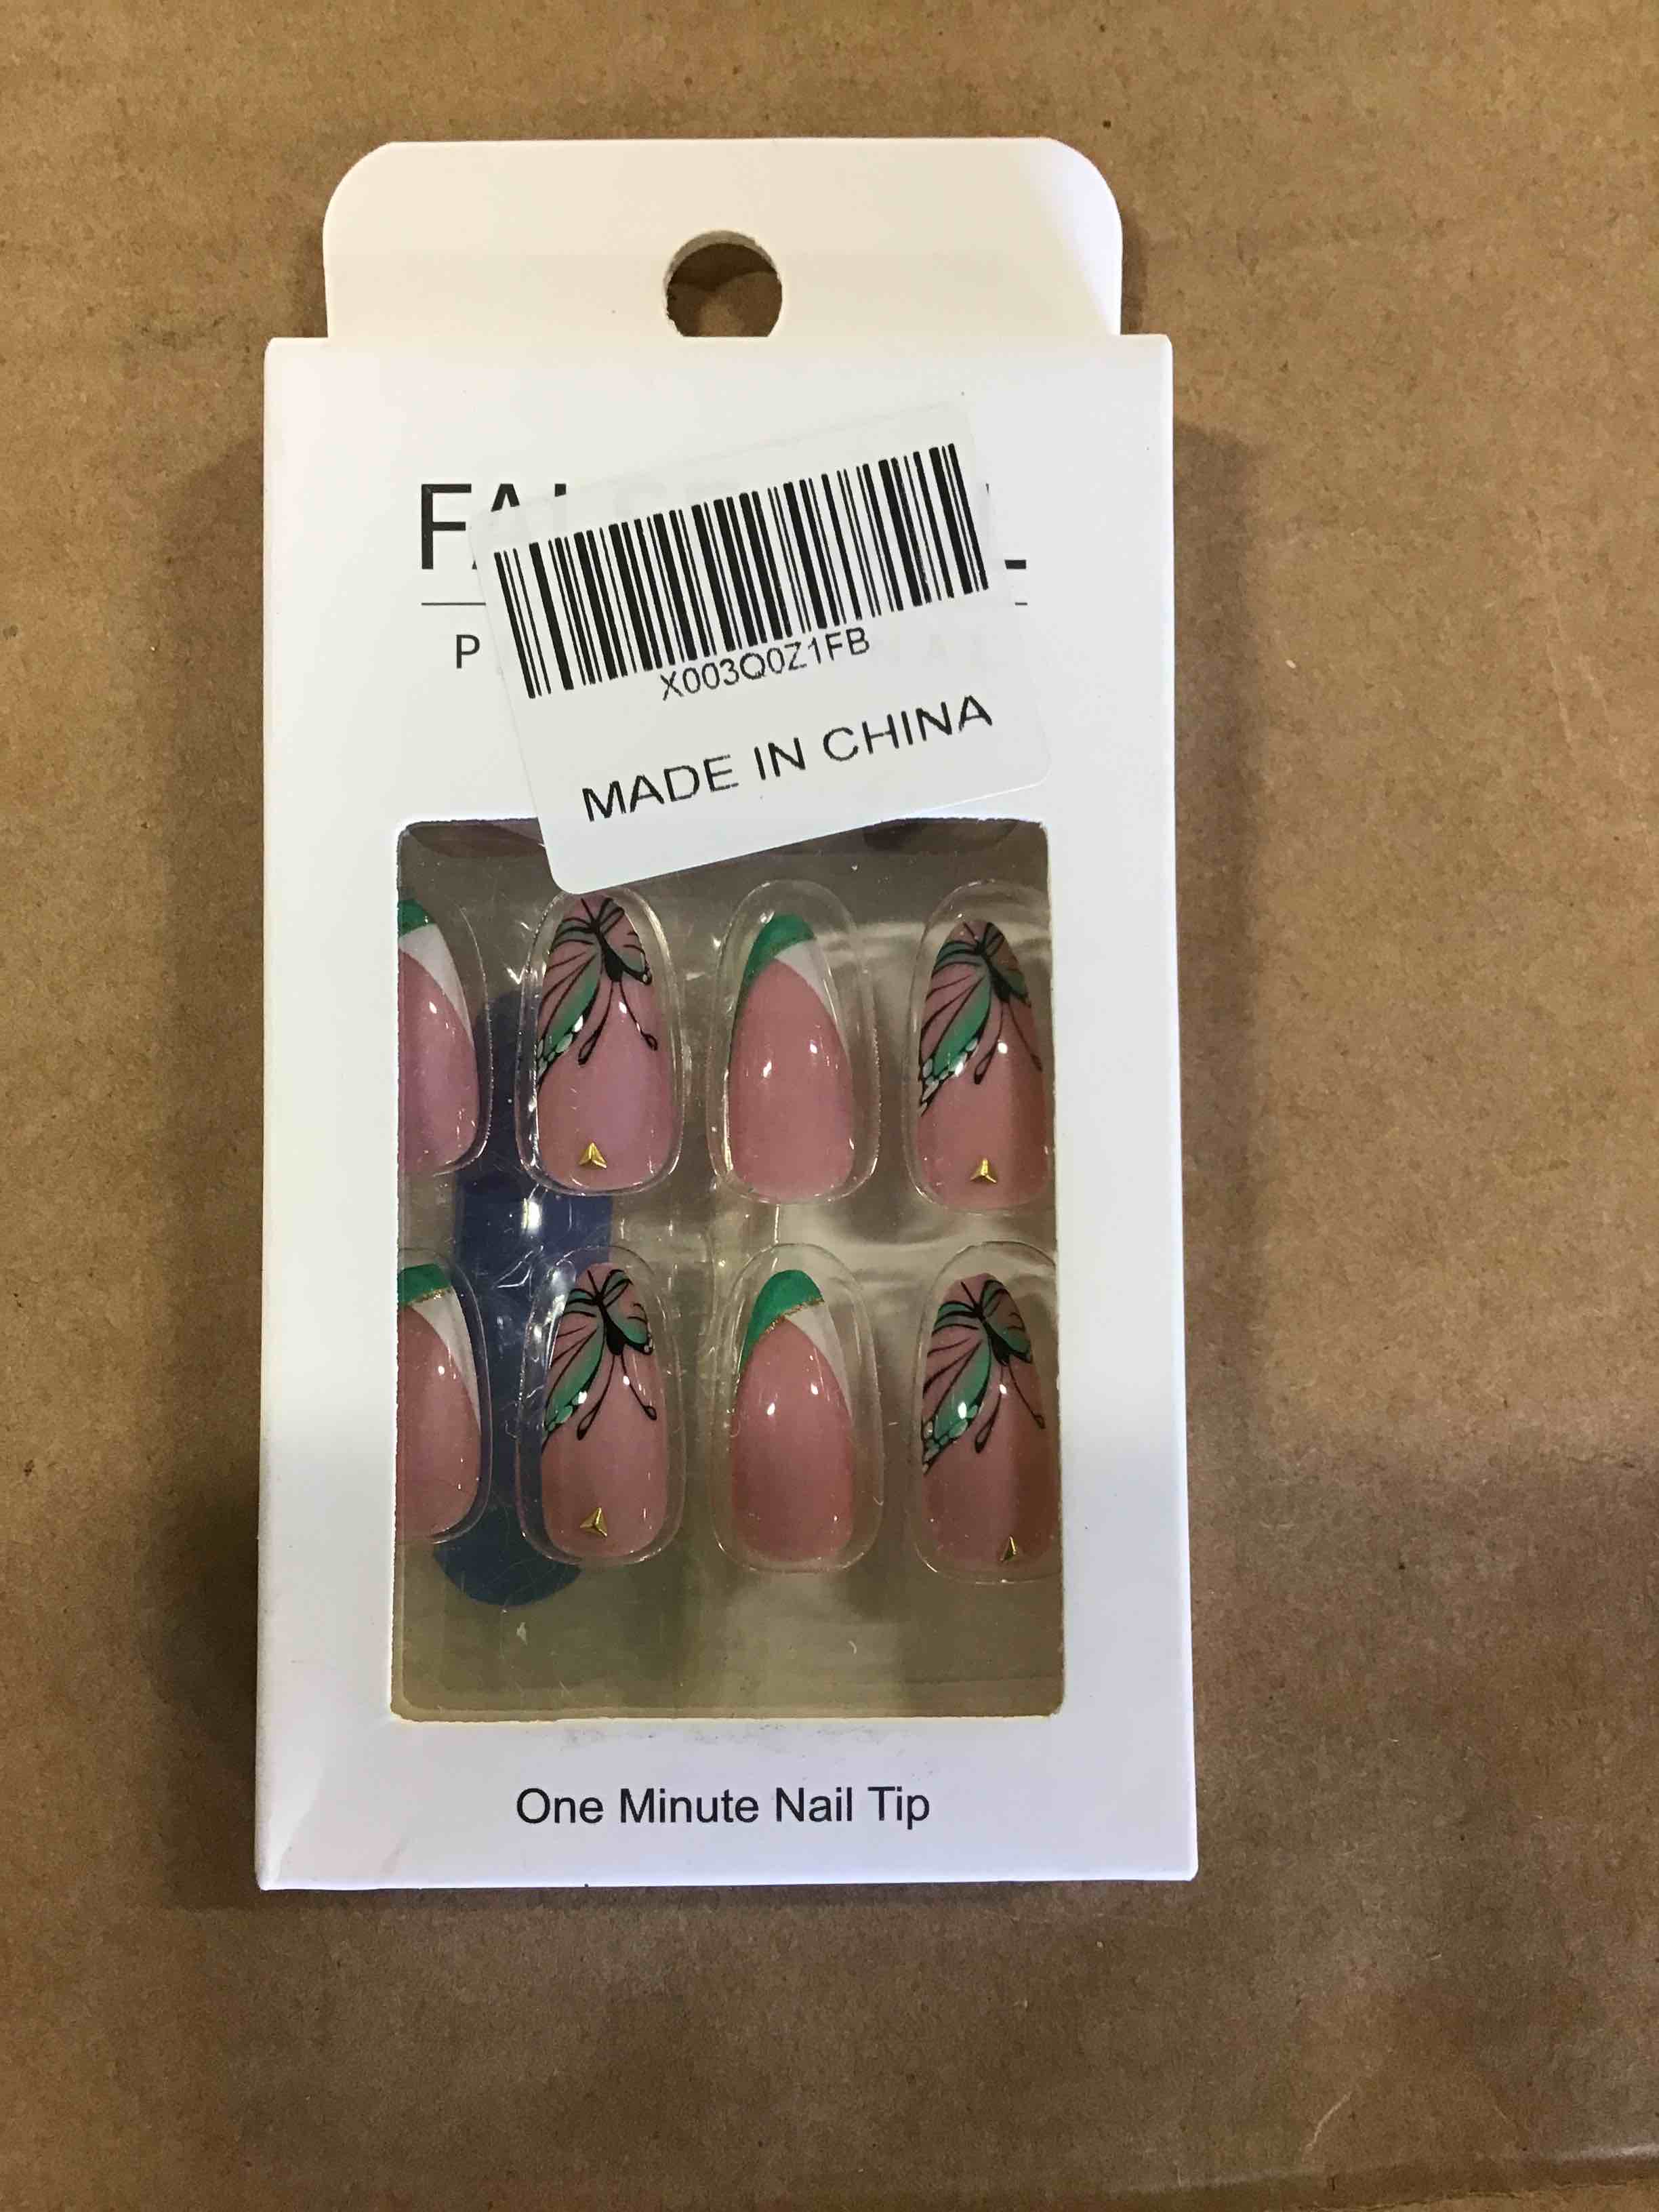 X003Q0Z1FB
MADE IN CHINA
One Minute Nail Tip